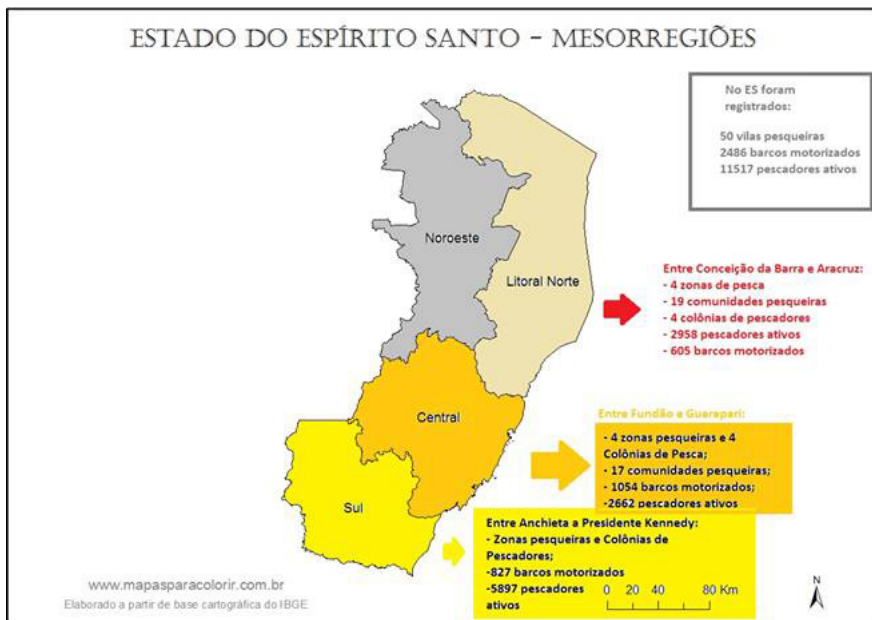 ESTADO DO ESPÍRITO SANTO – MESORREGIÕES
No ES foram
registrados:
50 vilas pesqueiras
2486 barcos motorizados
11517 pescadores ativos
Noroeste
Litoral Norte
Entre Conceição da Barra e Aracruz:
- 4 zonas de pesca
- 19 comunidades pesqueiras
- 4 colônias de pescadores
- 2958 pescadores ativos
- 605 barcos motorizados
Central
Entre Fundão e Guarapari:
- 4 zonas pesqueiras e 4
Colônias de Pesca;
- 17 comunidades pesqueiras;
- 1054 barcos motorizados;
-2662 pescadores ativos
Sul
Entre Anchieta a Presidente Kennedy:
- Zonas pesqueiras e Colônias de
Pescadores;
-827 barcos motorizados
-5897 pescadores
ativos
0 20 40 80 Km
N
www.mapasparacolorir.com.br
Elaborado a partir de base cartográfica do IBGE